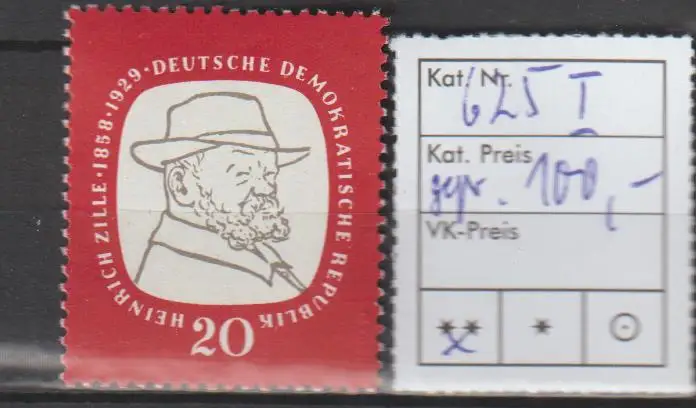 HEINRICH ZILLE · 1858 · 1929 · DEUTSCHE DEMOKRATISCHE REPUBLIK
20
Kat. Nr. 625 I
Kat. Preis
gepr. 100,-
VK-Preis
** * ⊙
x